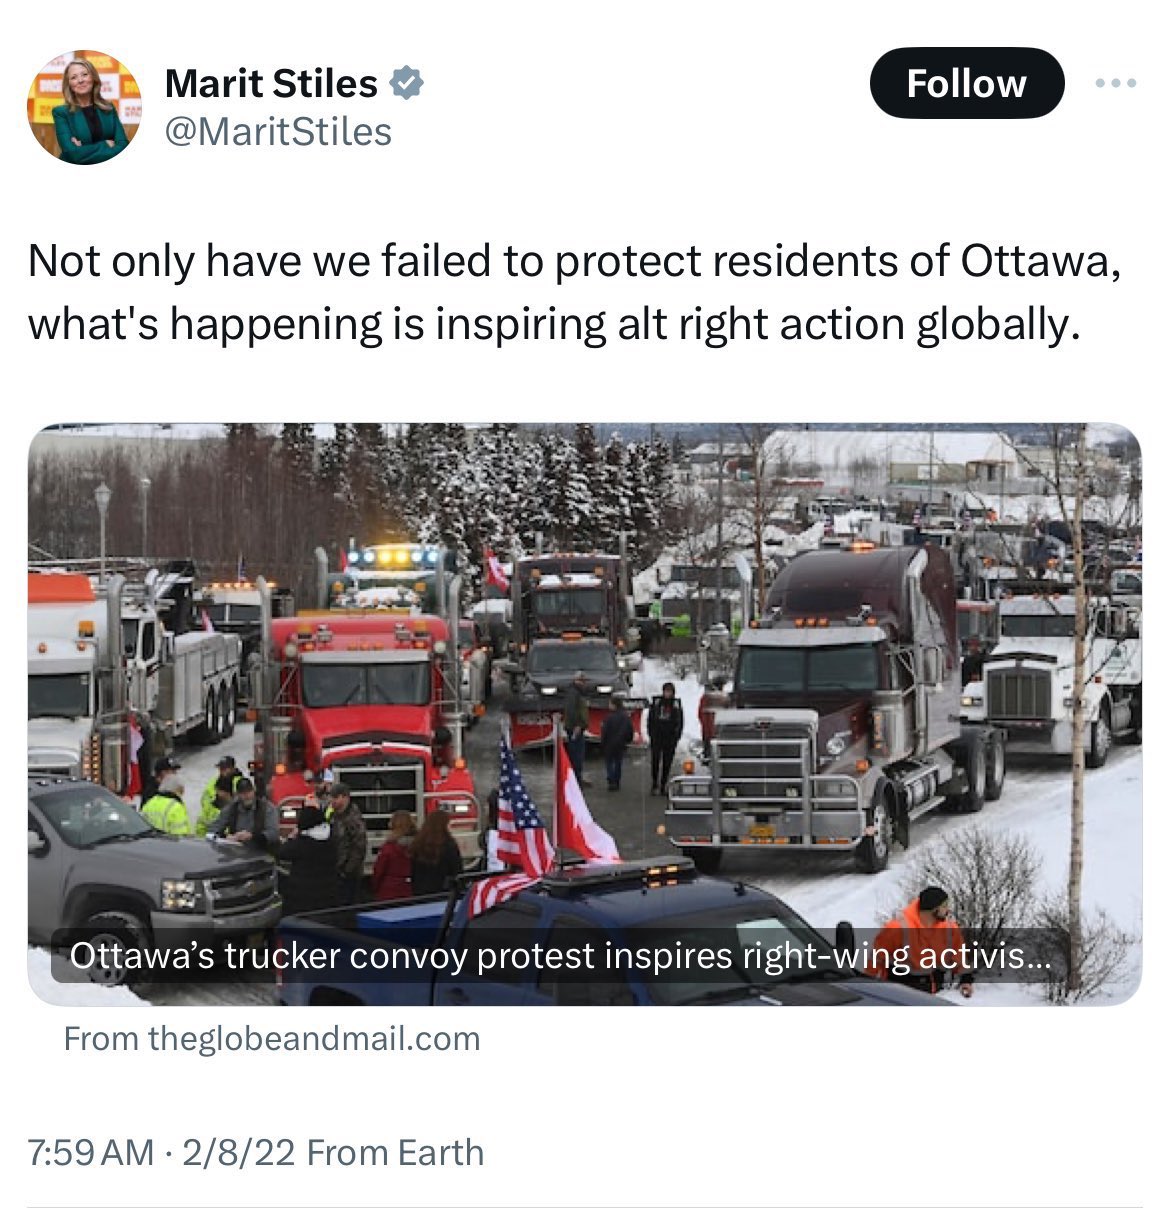 Marit Stiles
Follow
@MaritStiles
Not only have we failed to protect residents of Ottawa,
what's happening is inspiring alt right action globally.
Ottawa’s trucker convoy protest inspires right-wing activis...
From theglobeandmail.com
7:59 AM · 2/8/22 From Earth